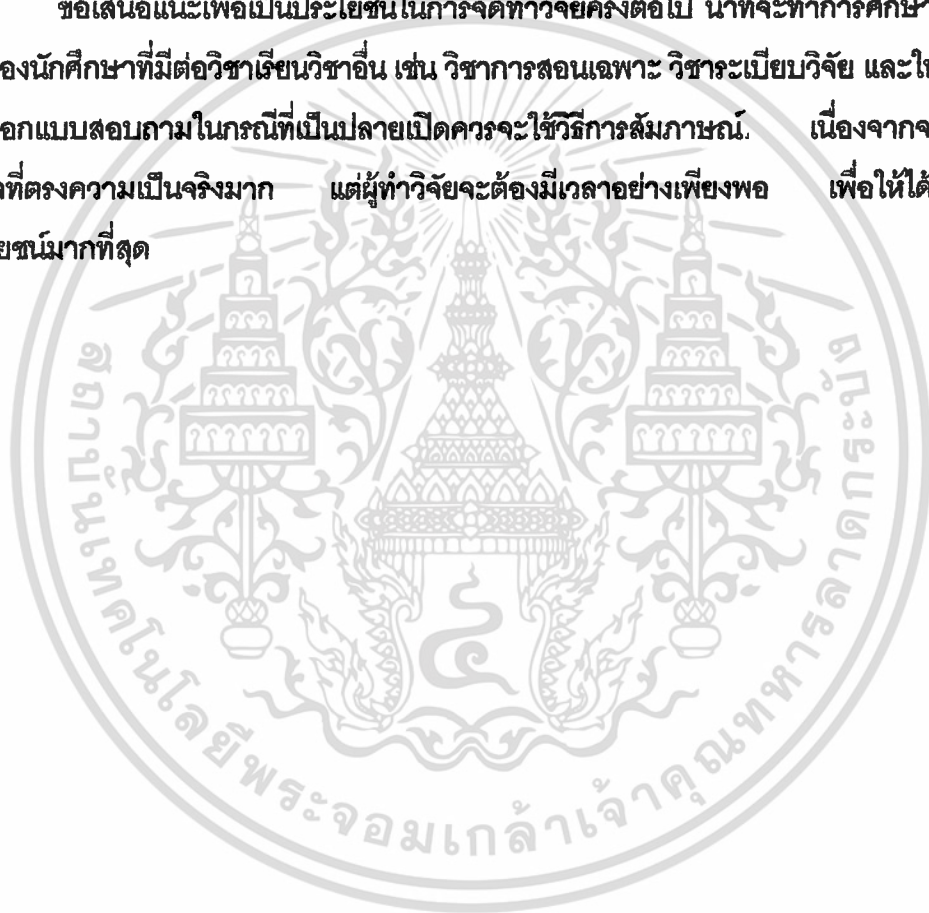 ข้อเสนอแนะเพื่อเป็นประโยชน์ในการจัดทำวิจัยครั้งต่อไป น่าที่จะทำการศึกษา
องนักศึกษาที่มีต่อวิชาเรียนวิชาอื่น เช่น วิชาการสอนเฉพาะ วิชาระเบียบวิจัย และใ
อกแบบสอบถามในกรณีที่เป็นปลายเปิดควรจะใช้วิธีการสัมภาษณ์. เนื่องจากจ
ที่ตรงความเป็นจริงมาก แต่ผู้ทำวิจัยจะต้องมีเวลาอย่างเพียงพอ เพื่อให้ได้
ยชน์มากที่สุด
สถาบันเทคโนโลยีพระจอมเกล้าเจ้าคุณทหารลาดกระบัง
๔